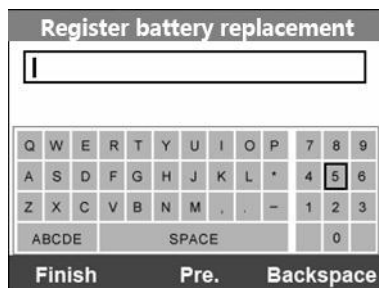 Register battery replacement
Q W E R T Y U I O P 7 8 9
A S D F G H J K L * 4 5 6
Z X C V B N M , . - 1 2 3
ABCDE SPACE 0
Finish Pre. Backspace